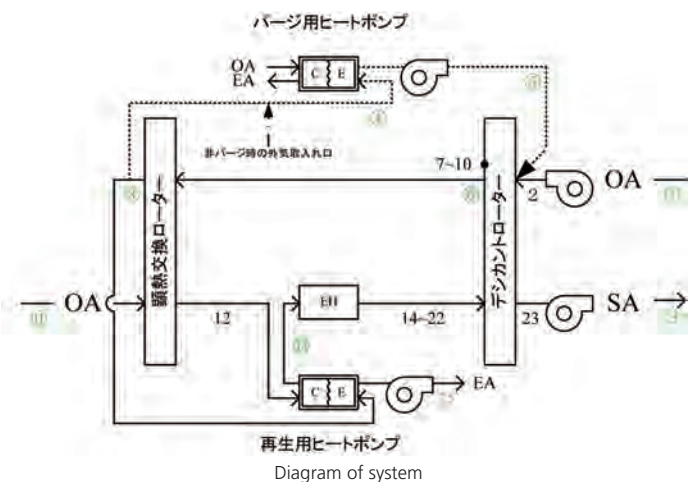 パージ用ヒートポンプ
OA
EA
C E
非パージ時の外気取入れ口
7~10
2
OA
顕熱交換ローター
デシカントローター
OA
12
EH
14~22
23
SA
C E
EA
再生用ヒートポンプ
Diagram of system